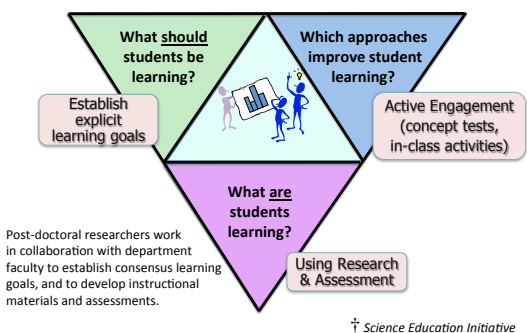 What should
students be
learning?
Which approaches
improve student
learning?
Establish
explicit
learning goals
Active Engagement
(concept tests,
in-class activities)
What are
students
learning?
Post-doctoral researchers work
in collaboration with department
faculty to establish consensus learning
goals, and to develop instructional
materials and assessments.
Using Research
& Assessment
† Science Education Initiative